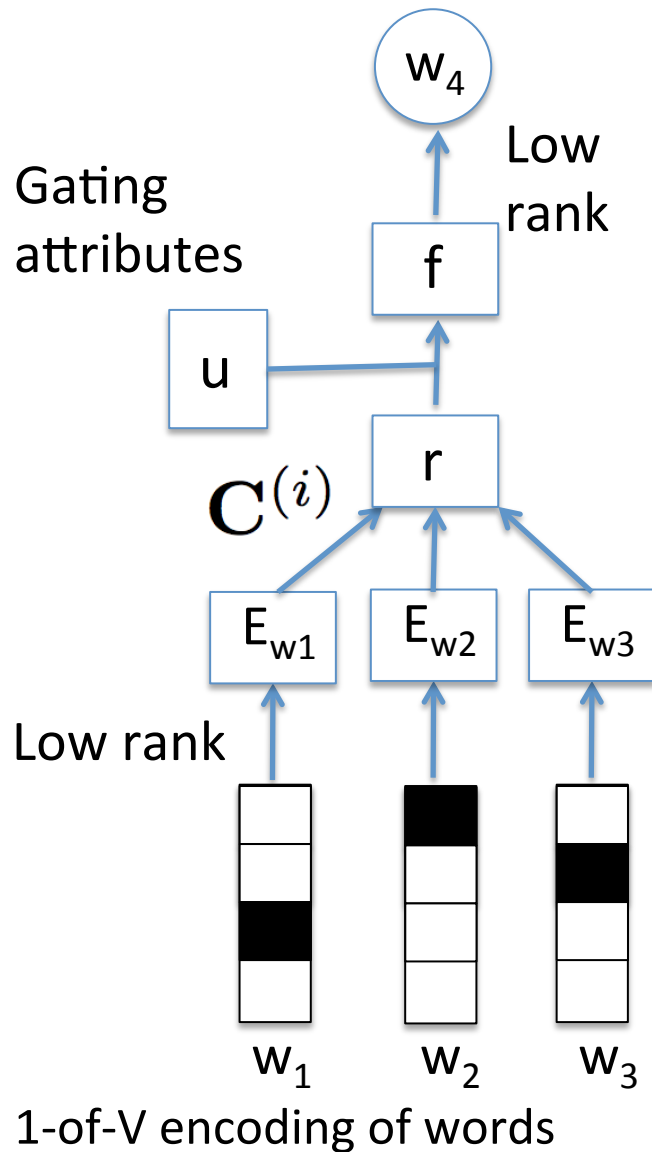 w4
Low
rank
Gating
attributes
f
u
r
C(i)
Ew1 Ew2 Ew3
Low rank
w1 w2 w3
1-of-V encoding of words